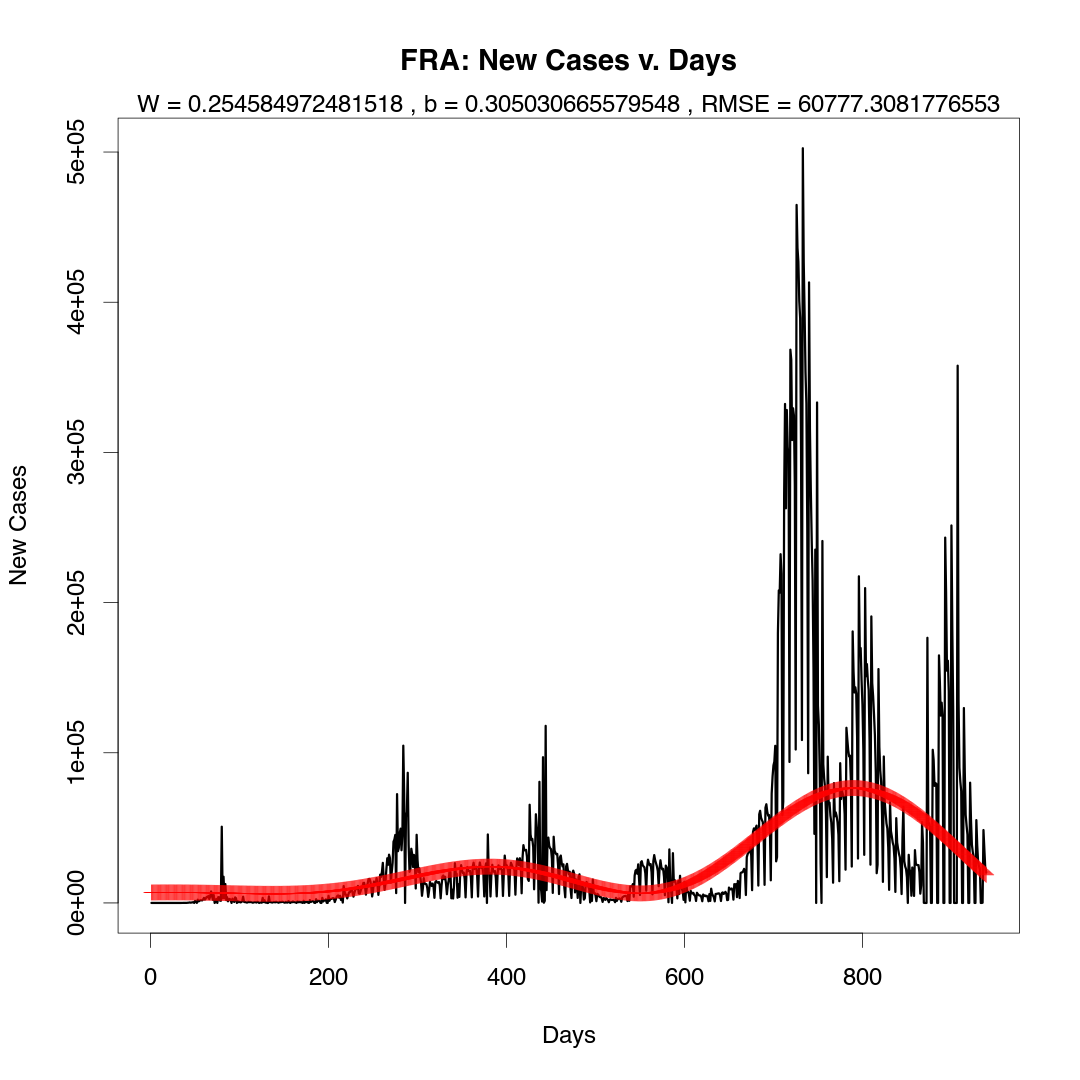 FRA: New Cases v. Days
W = 0.254584972481518 , b = 0.305030665579548 , RMSE = 60777.3081776553
5e+05
4e+05
3e+05
2e+05
1e+05
0e+00
New Cases
0 200 400 600 800
Days